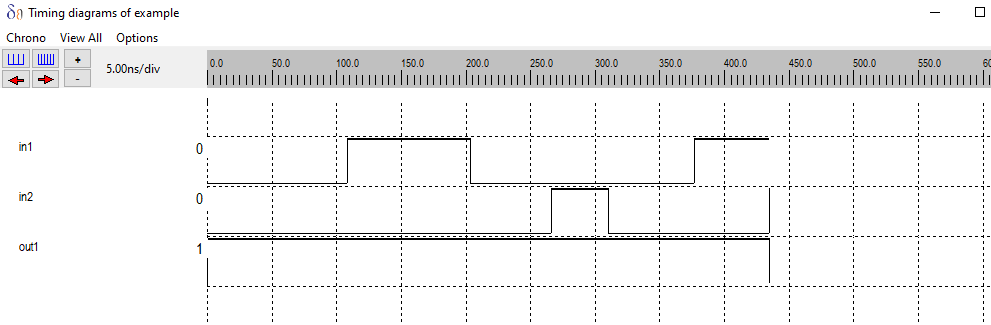 Timing diagrams of example
Chrono View All Options
+
-
5.00ns/div
0.0 50.0 100.0 150.0 200.0 250.0 300.0 350.0 400.0 450.0 500.0 550.0
in1 0
in2 0
out1 1